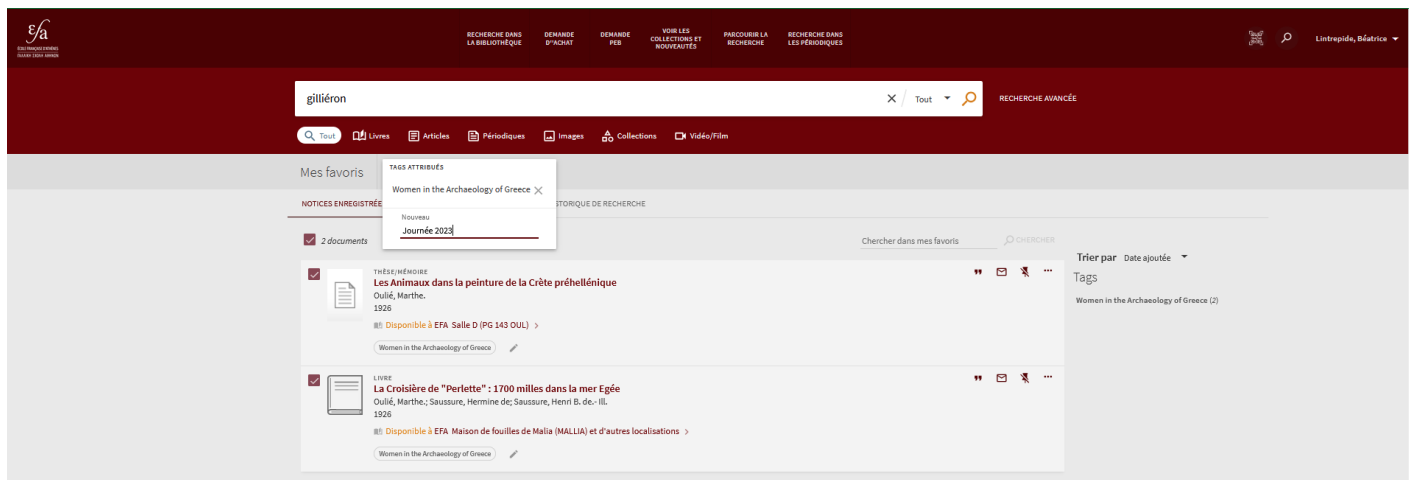 εfa
ÉCOLE FRANÇAISE D'ATHÈNES
RECHERCHE DANS
LA BIBLIOTHÈQUE
DEMANDE
D'’ACHAT
DEMANDE
PEB
VOIR LES
COLLECTIONS ET
NOUVEAUTÉS
PARCOURIR LA
RECHERCHE
RECHERCHE DANS
LES PÉRIODIQUES
Lintrepide, Béatrice
gilliéron
Tout
RECHERCHE AVANCÉE
Tout
Livres
Articles
Périodiques
Images
Collections
Vidéo/Film
Mes favoris
TAGS ATTRIBUÉS
Women in the Archaeology of Greece
NOTICES ENREGISTRÉE
STORIQUE DE RECHERCHE
Nouveau
Journée 2023
2 documents
Chercher dans mes favoris
CHERCHER
Trier par Date ajoutée
Tags
Women in the Archaeology of Greece (2)
THÈSE/MÉMOIRE
Les Animaux dans la peinture de la Crète préhellénique
Oulié, Marthe.
1926
Disponible à EFA Salle D (PG 143 OUL)
Women in the Archaeology of Greece
LIVRE
La Croisière de "Perlette" : 1700 milles dans la mer Egée
Oulié, Marthe.; Saussure, Hermine de; Saussure, Henri B. de.- Ill.
1926
Disponible à EFA Maison de fouilles de Malia (MALLIA) et d'autres localisations
Women in the Archaeology of Greece